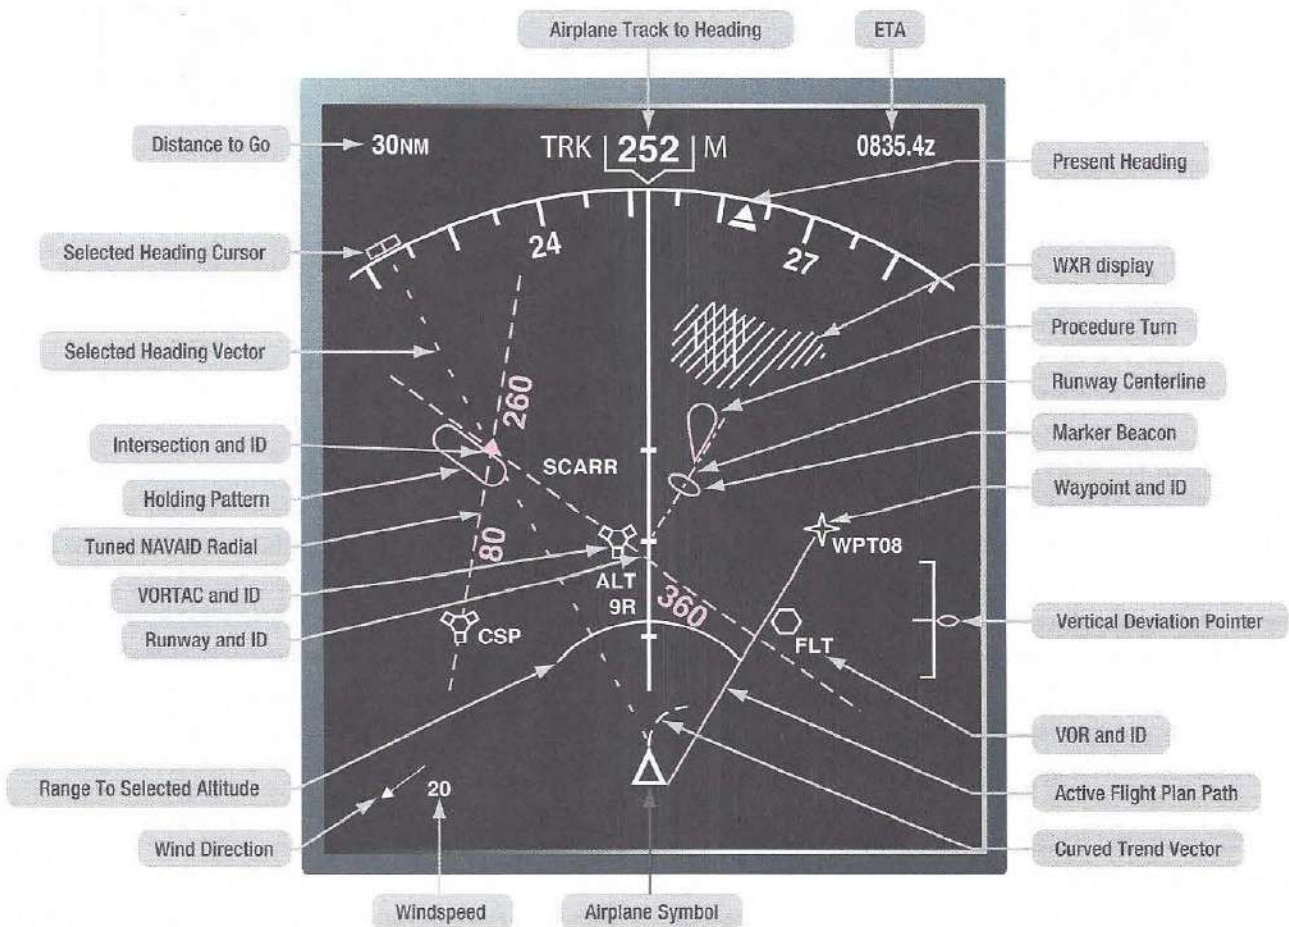 Airplane Track to Heading
ETA
Distance to Go
30NM
TRK 252 M
0835.4z
Present Heading
Selected Heading Cursor
24
27
WXR display
Selected Heading Vector
Procedure Turn
260
Runway Centerline
Intersection and ID
SCARR
Marker Beacon
Holding Pattern
Waypoint and ID
Tuned NAVAID Radial
80
WPT08
VORTAC and ID
ALT
360
Runway and ID
9R
CSP
FLT
Vertical Deviation Pointer
VOR and ID
Range To Selected Altitude
20
Active Flight Plan Path
Wind Direction
Curved Trend Vector
Windspeed
Airplane Symbol